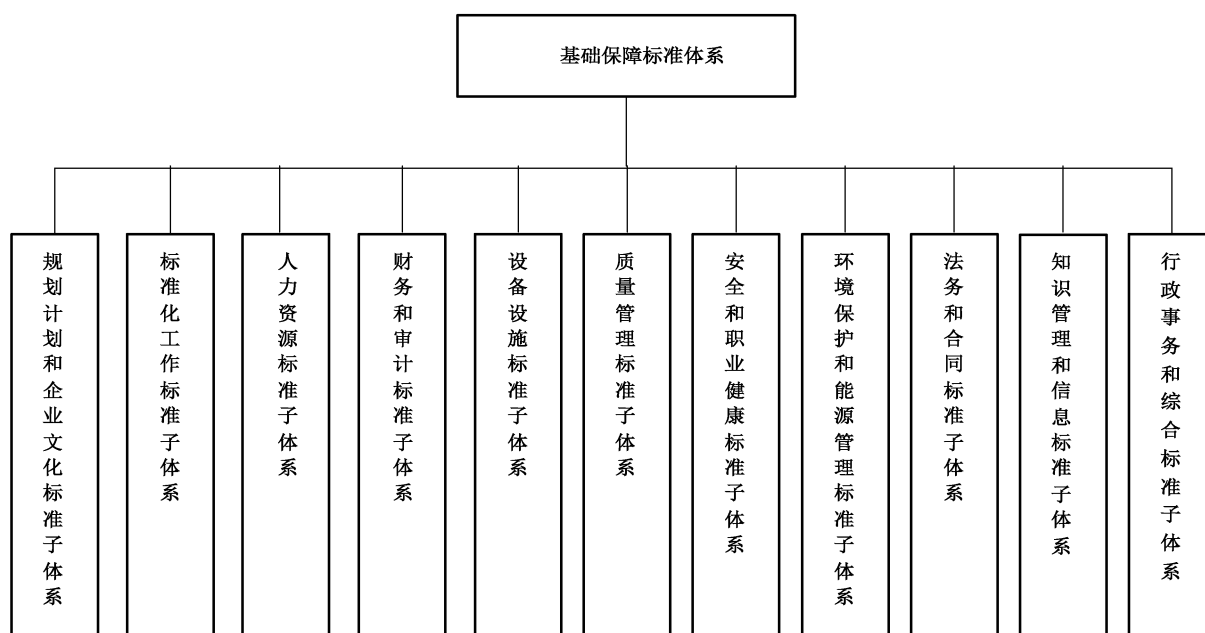 基础保障标准体系
规划计划和企业文化标准子体系
标准化工作标准子体系
人力资源标准子体系
财务和审计标准子体系
设备设施标准子体系
质量管理标准子体系
安全和职业健康标准子体系
环境保护和能源管理标准子体系
法务和合同标准子体系
知识管理和信息标准子体系
行政事务和综合标准子体系